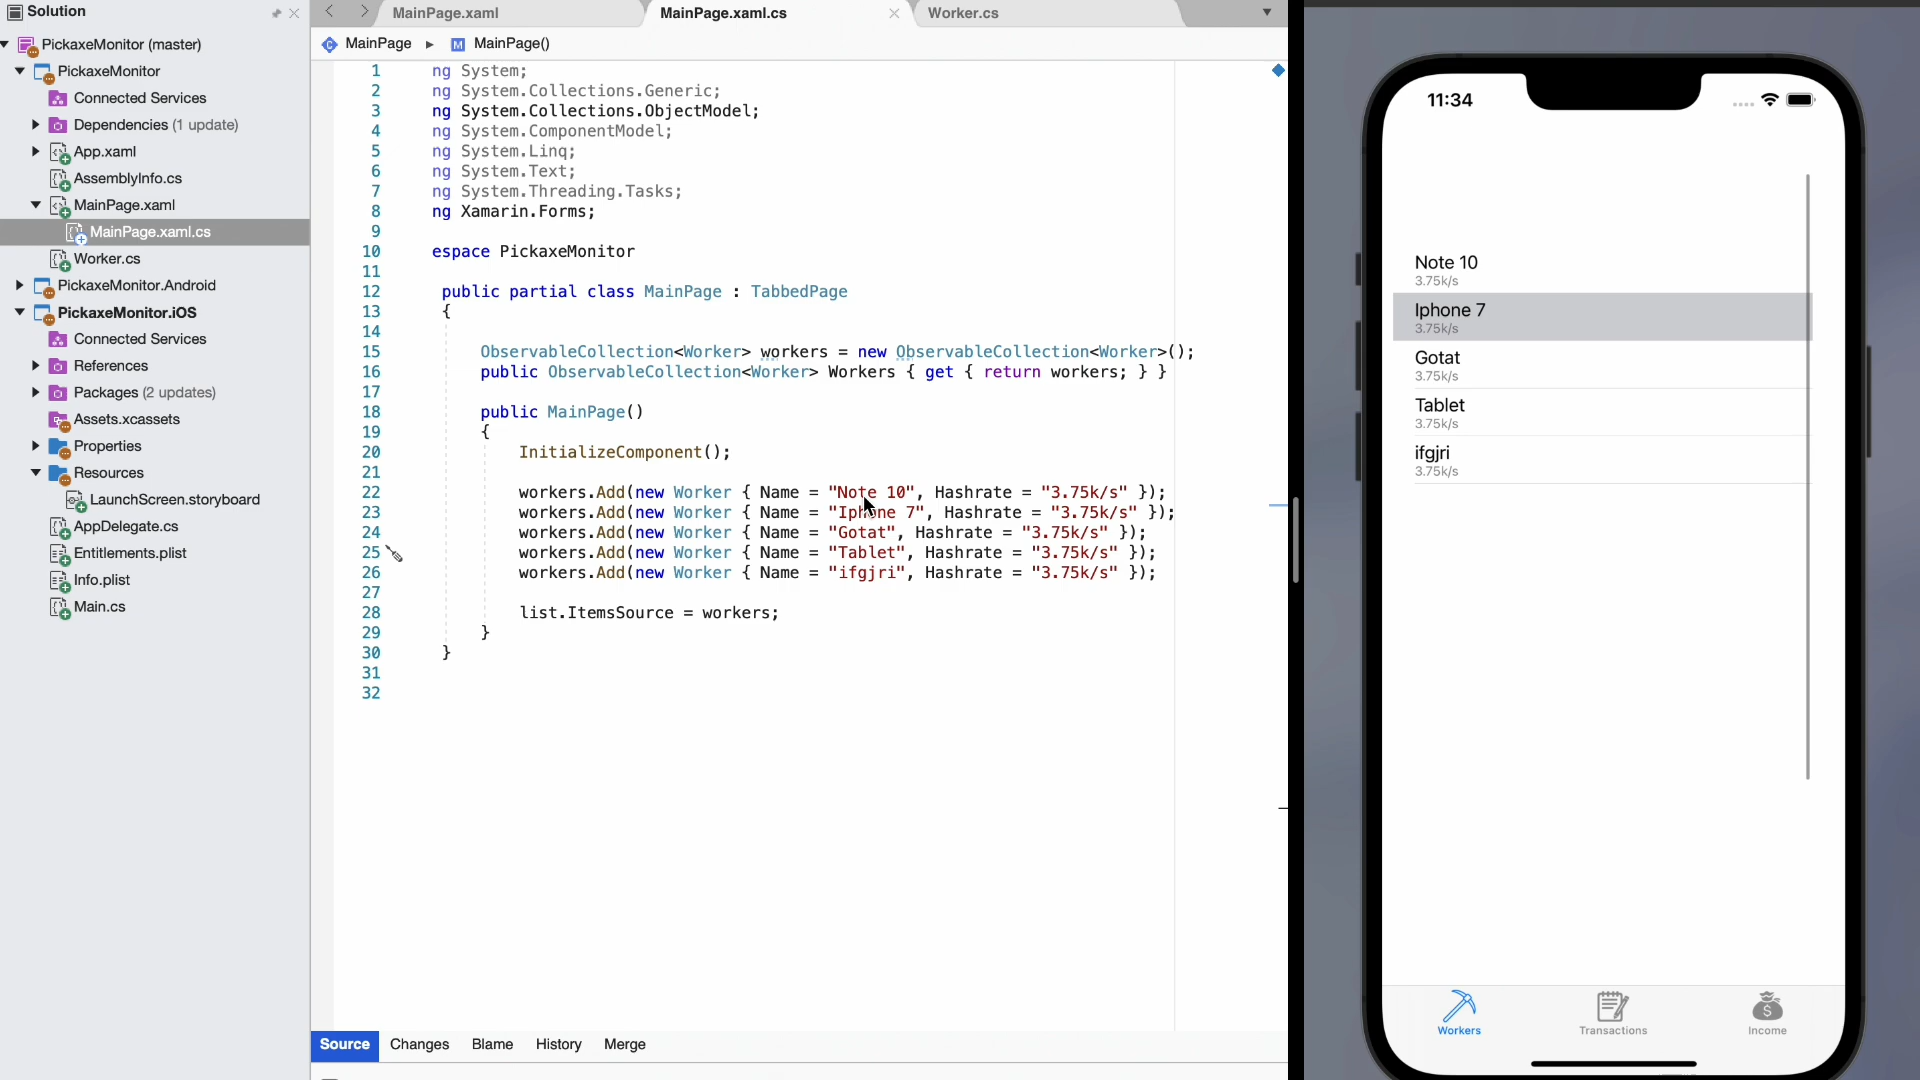 Solution
PickaxeMonitor (master)
PickaxeMonitor
Connected Services
Dependencies (1 update)
App.xaml
AssemblyInfo.cs
MainPage.xaml
MainPage.xaml.cs
Worker.cs
PickaxeMonitor.Android
PickaxeMonitor.iOS
Connected Services
References
Packages (2 updates)
Assets.xcassets
Properties
Resources
LaunchScreen.storyboard
AppDelegate.cs
Entitlements.plist
Info.plist
Main.cs
MainPage.xaml
MainPage.xaml.cs
Worker.cs
MainPage
M MainPage()
1 ng System;
2 ng System.Collections.Generic;
3 ng System.Collections.ObjectModel;
4 ng System.ComponentModel;
5 ng System.Linq;
6 ng System.Text;
7 ng System.Threading.Tasks;
8 ng Xamarin.Forms;
9
10 espace PickaxeMonitor
11
12 public partial class MainPage : TabbedPage
13 {
14
15 ObservableCollection<Worker> workers = new ObservableCollection<Worker>();
16 public ObservableCollection<Worker> Workers { get { return workers; } }
17
18 public MainPage()
19 {
20 InitializeComponent();
21
22 workers.Add(new Worker { Name = "Note 10", Hashrate = "3.75k/s" });
23 workers.Add(new Worker { Name = "Iphone 7", Hashrate = "3.75k/s" });
24 workers.Add(new Worker { Name = "Gotat", Hashrate = "3.75k/s" });
25 workers.Add(new Worker { Name = "Tablet", Hashrate = "3.75k/s" });
26 workers.Add(new Worker { Name = "ifgjri", Hashrate = "3.75k/s" });
27
28 list.ItemsSource = workers;
29 }
30 }
31
32
Source Changes Blame History Merge
11:34
Note 10
3.75k/s
Iphone 7
3.75k/s
Gotat
3.75k/s
Tablet
3.75k/s
ifgjri
3.75k/s
Workers
Transactions
Income